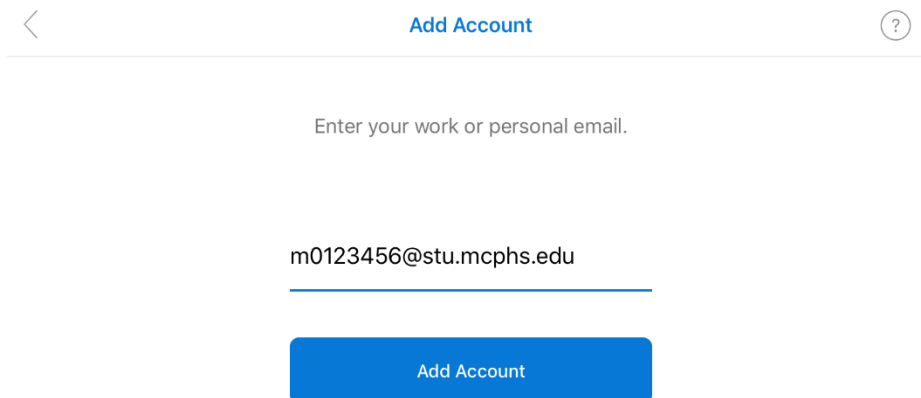 Add Account
?
Enter your work or personal email.
m0123456@stu.mcphs.edu
Add Account